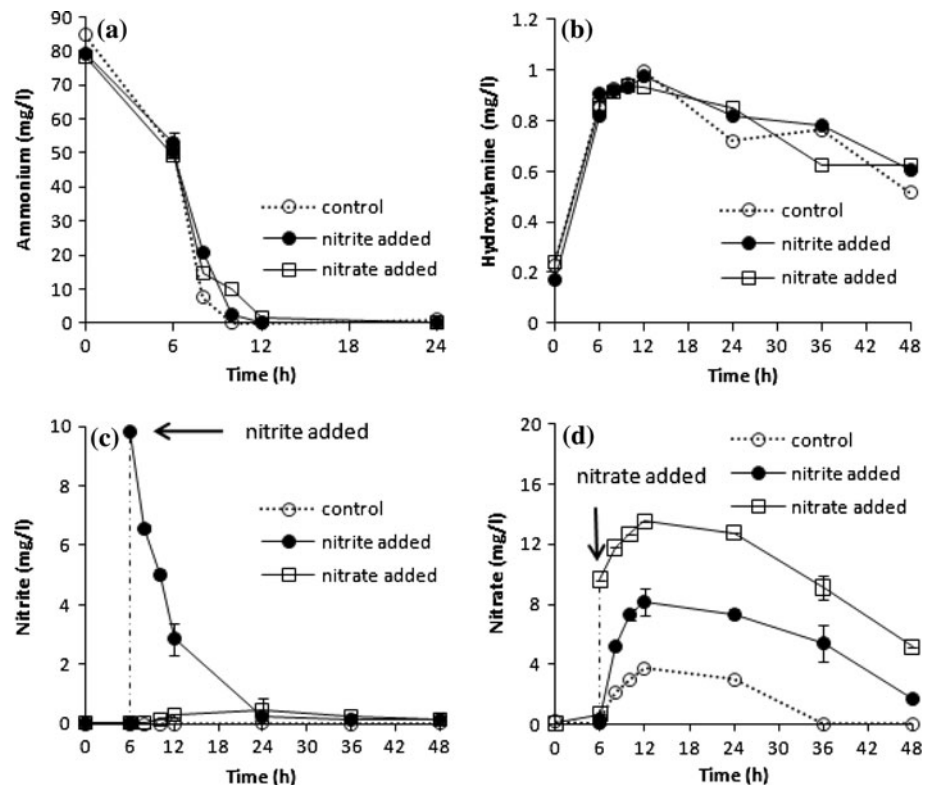 (a)
Ammonium (mg/l)
90
80
70
60
50
40
30
20
10
0
control
nitrite added
nitrate added
0 6 12 18 24
Time (h)
(b)
Hydroxylamine (mg/l)
1.2
1
0.8
0.6
0.4
0.2
0
control
nitrite added
nitrate added
0 6 12 18 24 30 36 42 48
Time (h)
(c)
Nitrite (mg/l)
10
8
6
4
2
0
nitrite added
control
nitrite added
nitrate added
0 6 12 18 24 30 36 42 48
Time (h)
(d)
Nitrate (mg/l)
20
16
12
8
4
0
nitrate added
control
nitrite added
nitrate added
0 6 12 18 24 30 36 42 48
Time (h)